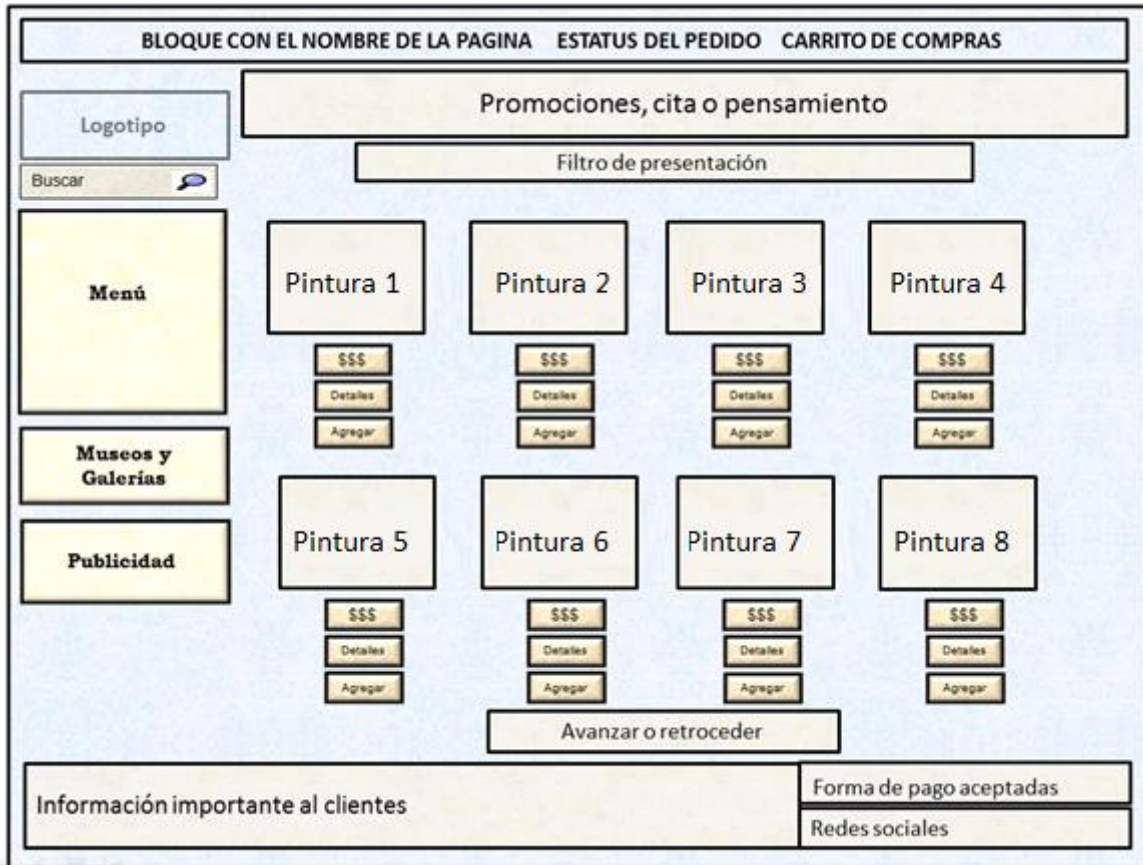 BLOQUE CON EL NOMBRE DE LA PAGINA ESTATUS DEL PEDIDO CARRITO DE COMPRAS
Promociones, cita o pensamiento
Logotipo
Filtro de presentación
Buscar
Menú
Museos y
Galerías
Publicidad
Pintura 1 Pintura 2 Pintura 3 Pintura 4
$$$ $$$ $$$ $$$
Detalles Detalles Detalles Detalles
Agregar Agregar Agregar Agregar
Pintura 5 Pintura 6 Pintura 7 Pintura 8
$$$ $$$ $$$ $$$
Detalles Detalles Detalles Detalles
Agregar Agregar Agregar Agregar
Avanzar o retroceder
Información importante al clientes
Forma de pago aceptadas
Redes sociales